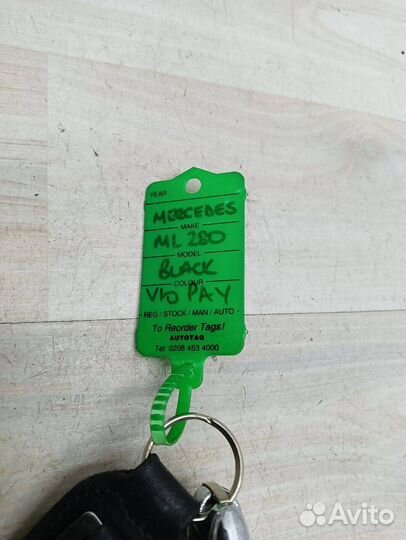 YEAR
MERCEDES
MAKE
ML 280
MODEL
BLACK
COLOUR
V10 PAY
REG / STOCK / MAN / AUTO
To Reorder Tags!
AUTOTAG
Tel: 0208 453 4000
Avito